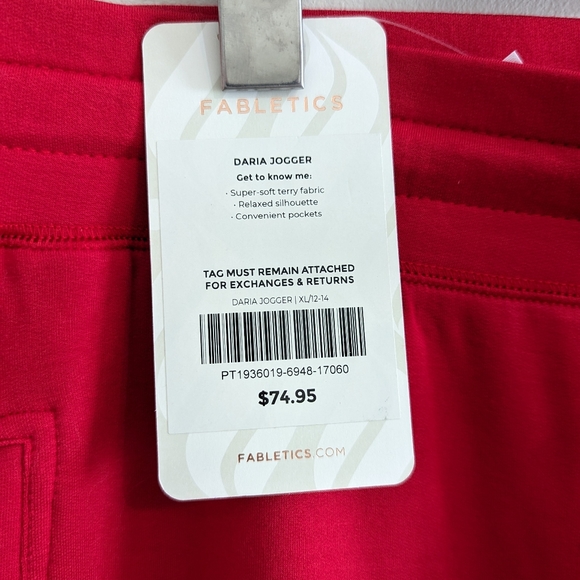 FABLETICS
DARIA JOGGER
Get to know me:
· Super-soft terry fabric
· Relaxed silhouette
· Convenient pockets
TAG MUST REMAIN ATTACHED
FOR EXCHANGES & RETURNS
DARIA JOGGER | XL/12-14
PT1936019-6948-17060
$74.95
FABLETICS.COM